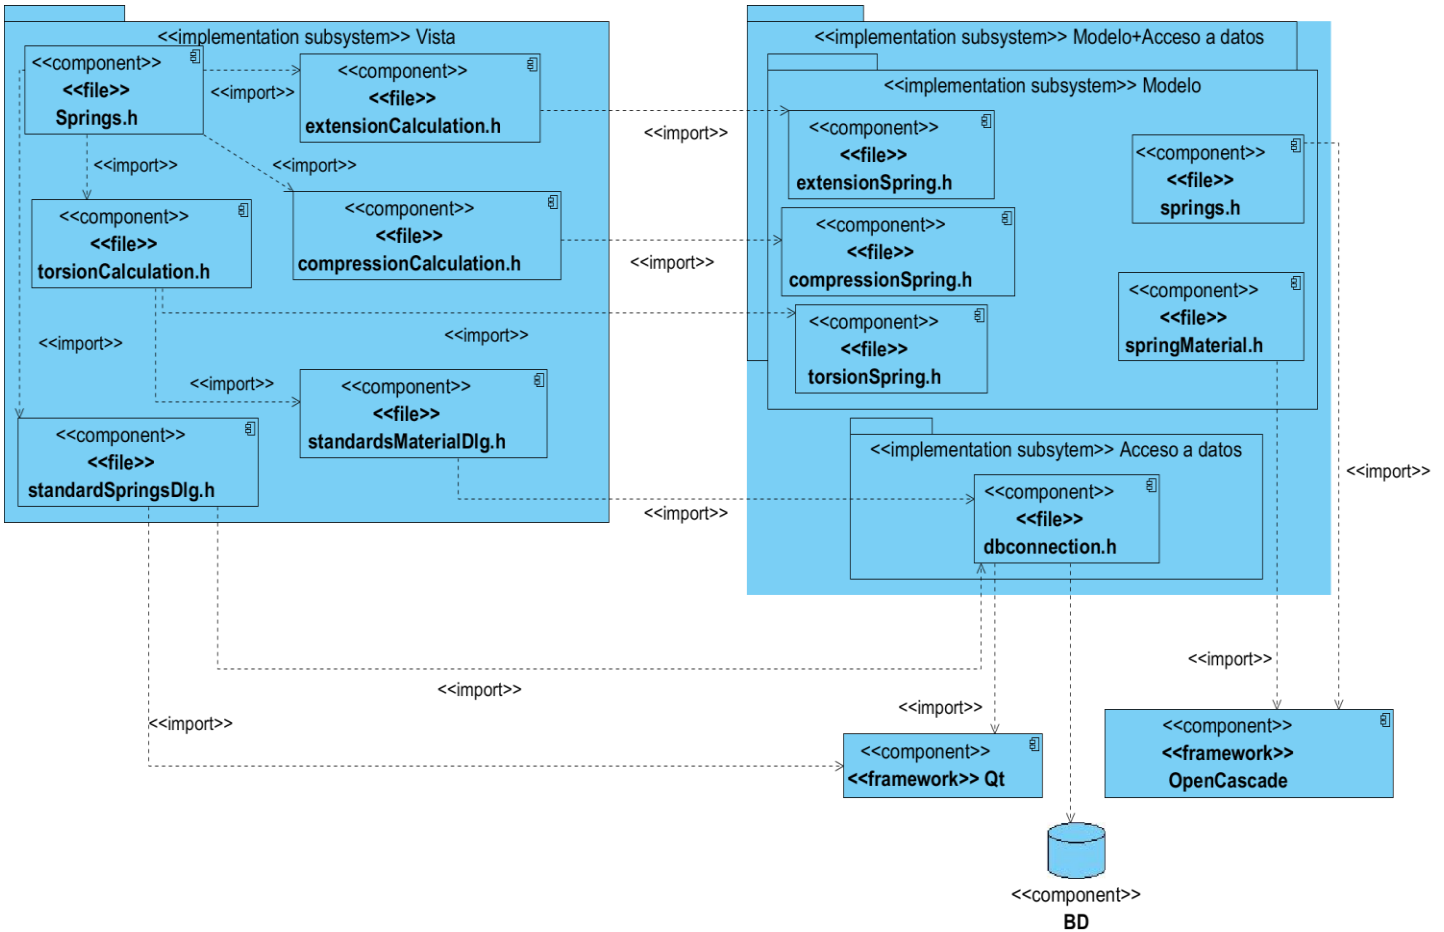 <<implementation subsystem>> Vista
<<component>>
<<file>>
Springs.h
<<import>>
<<component>>
<<file>>
extensionCalculation.h
<<import>>
<<import>>
<<import>>
<<component>>
<<file>>
torsionCalculation.h
<<component>>
<<file>>
compressionCalculation.h
<<import>>
<<import>>
<<import>>
<<import>>
<<component>>
<<file>>
standardsMaterialDlg.h
<<component>>
<<file>>
standardSpringsDlg.h
<<import>>
<<implementation subsystem>> Modelo+Acceso a datos
<<implementation subsystem>> Modelo
<<component>>
<<file>>
extensionSpring.h
<<component>>
<<file>>
springs.h
<<component>>
<<file>>
compressionSpring.h
<<component>>
<<file>>
springMaterial.h
<<component>>
<<file>>
torsionSpring.h
<<implementation subsytem>> Acceso a datos
<<component>>
<<file>>
dbconnection.h
<<import>>
<<import>>
<<import>>
<<import>>
<<import>>
<<component>>
<<framework>> Qt
<<component>>
<<framework>>
OpenCascade
<<component>>
BD